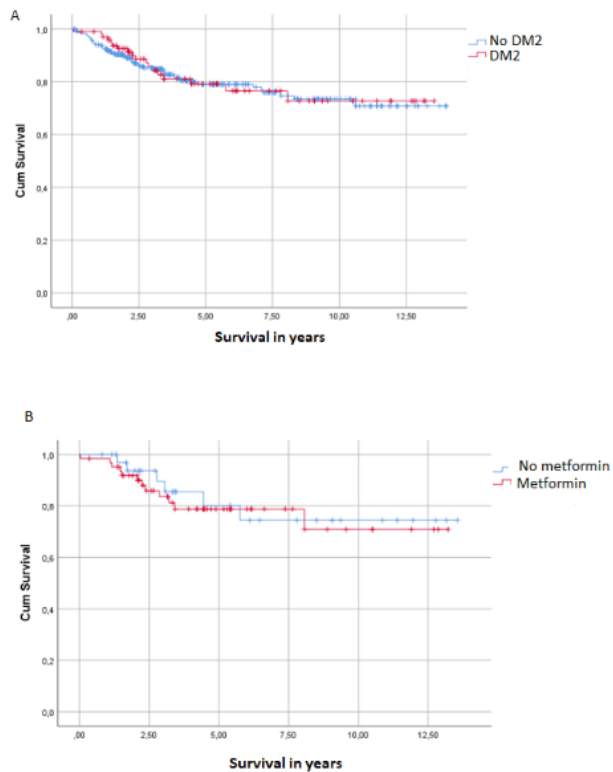 A
1,0
No DM2
DM2
0,8
0,6
Cum Survival
0,4
0,2
0,0
,00 2,50 5,00 7,50 10,00 12,50
Survival in years
B
1,0
No metformin
Metformin
0,8
0,6
Cum Survival
0,4
0,2
0,0
,00 2,50 5,00 7,50 10,00 12,50
Survival in years